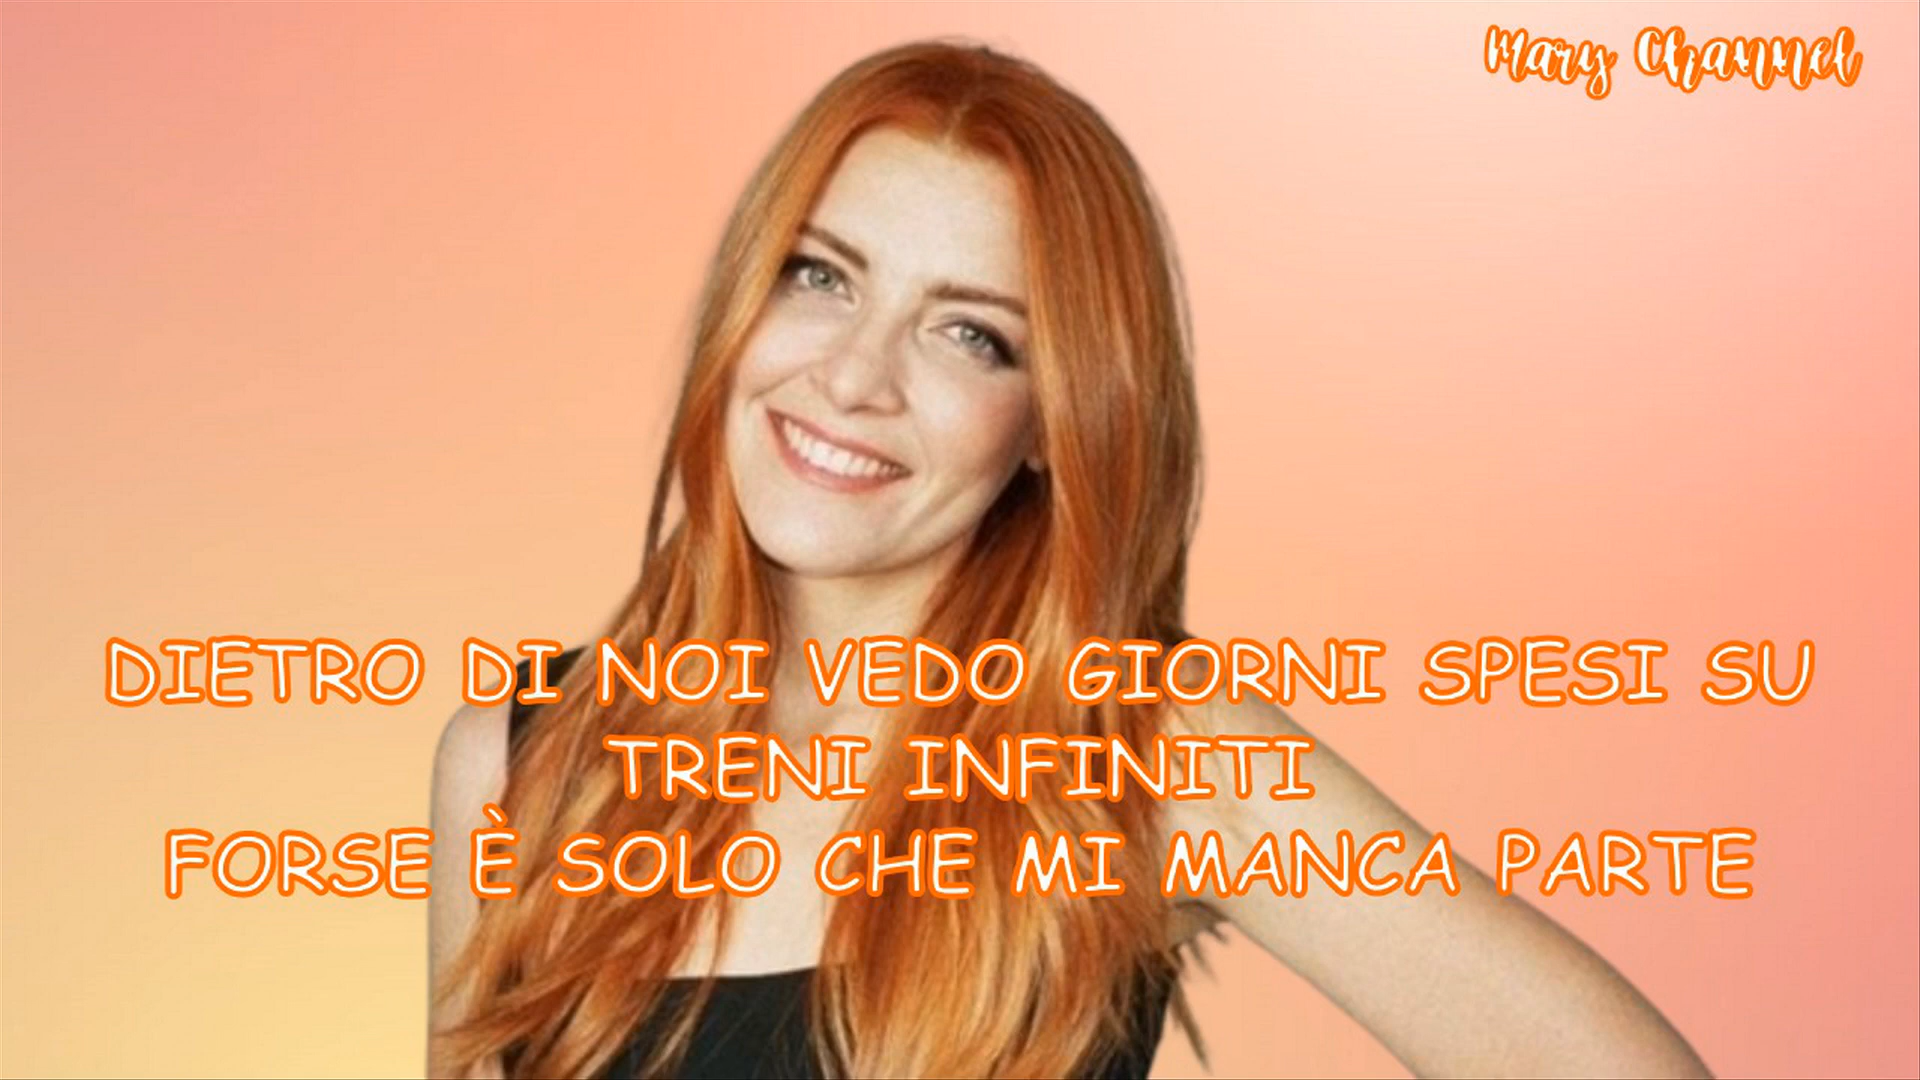 Mary Channel
DIETRO DI NOI VEDO GIORNI SPESI SU
TRENI INFINITI
FORSE È SOLO CHE MI MANCA PARTE